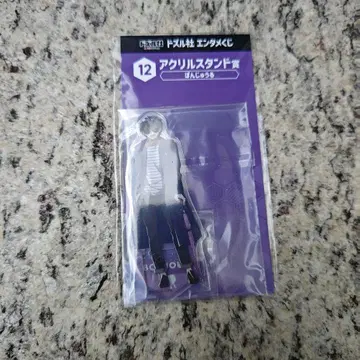 ドズル社 エンタメくじ
12 アクリルスタンド賞
ぼんじゅうる